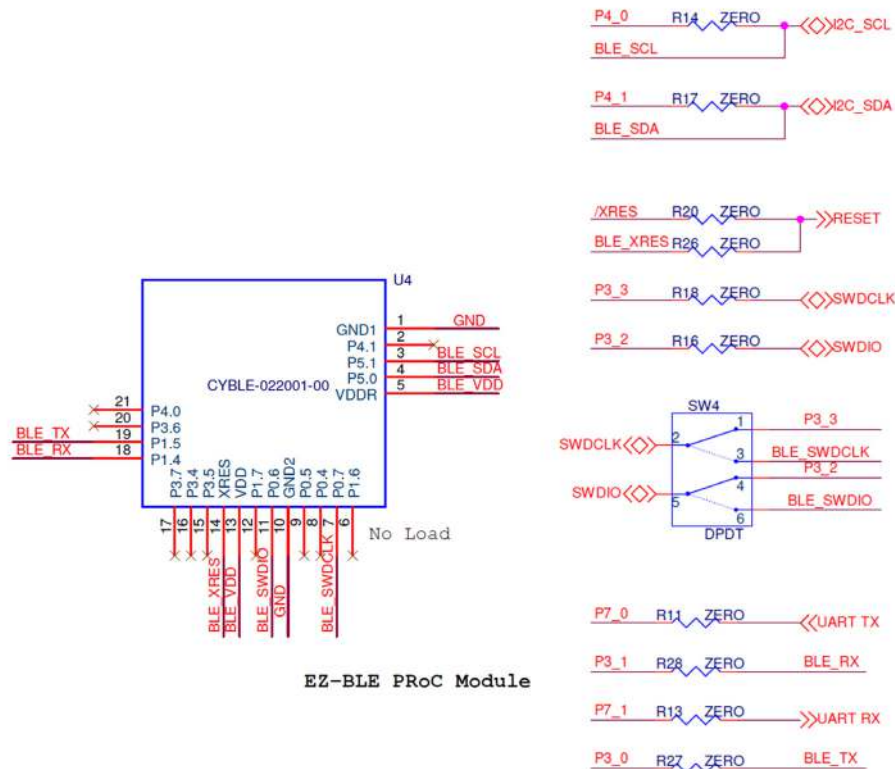 P4_0 R14 ZERO I2C_SCL
BLE_SCL
P4_1 R17 ZERO I2C_SDA
BLE_SDA
/XRES R20 ZERO RESET
BLE_XRES R26 ZERO
P3_3 R18 ZERO SWDCLK
P3_2 R16 ZERO SWDIO
U4
CYBLE-022001-00
GND1 1 GND
P4.1 2
P5.1 3 BLE_SCL
P5.0 4 BLE_SDA
VDDR 5 BLE_VDD
21 P4.0
20 P3.6
BLE_TX 19 P1.5
BLE_RX 18 P1.4
P3.7 P3.4 P3.5 XRES VDD P1.7 P0.6 GND2 P0.5 P0.4 P0.7 P1.6
17 16 15 14 13 12 11 10 9 8 7 6
BLE_XRES BLE_VDD BLE_SWDIO GND BLE_SWDCLK
No Load
EZ-BLE PRoC Module
SW4
SWDCLK 2 1 P3_3
3 BLE_SWDCLK
SWDIO 5 4 P3_2
6 BLE_SWDIO
DPDT
P7_0 R11 ZERO UART TX
P3_1 R28 ZERO BLE_RX
P7_1 R13 ZERO UART RX
P3_0 R27 ZERO BLE_TX